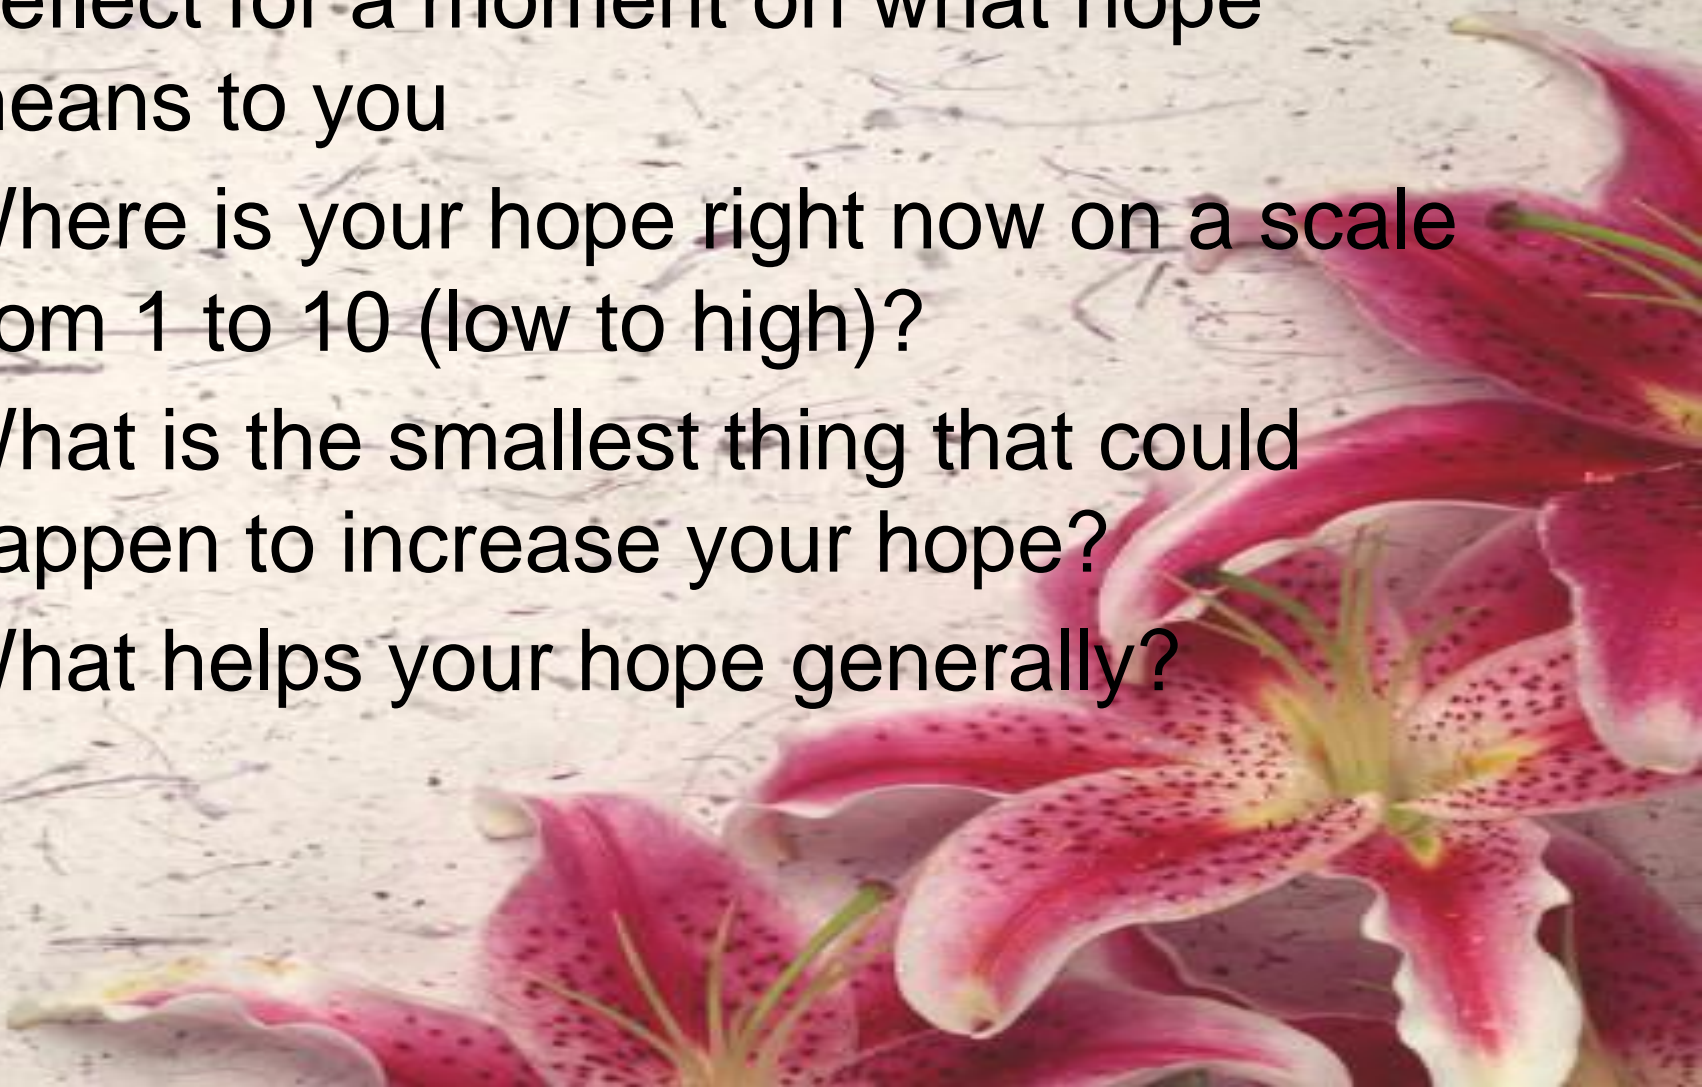 eflect for a moment on what hope
eans to you
here is your hope right now on a scale
om 1 to 10 (low to high)?
hat is the smallest thing that could
appen to increase your hope?
hat helps your hope generally?